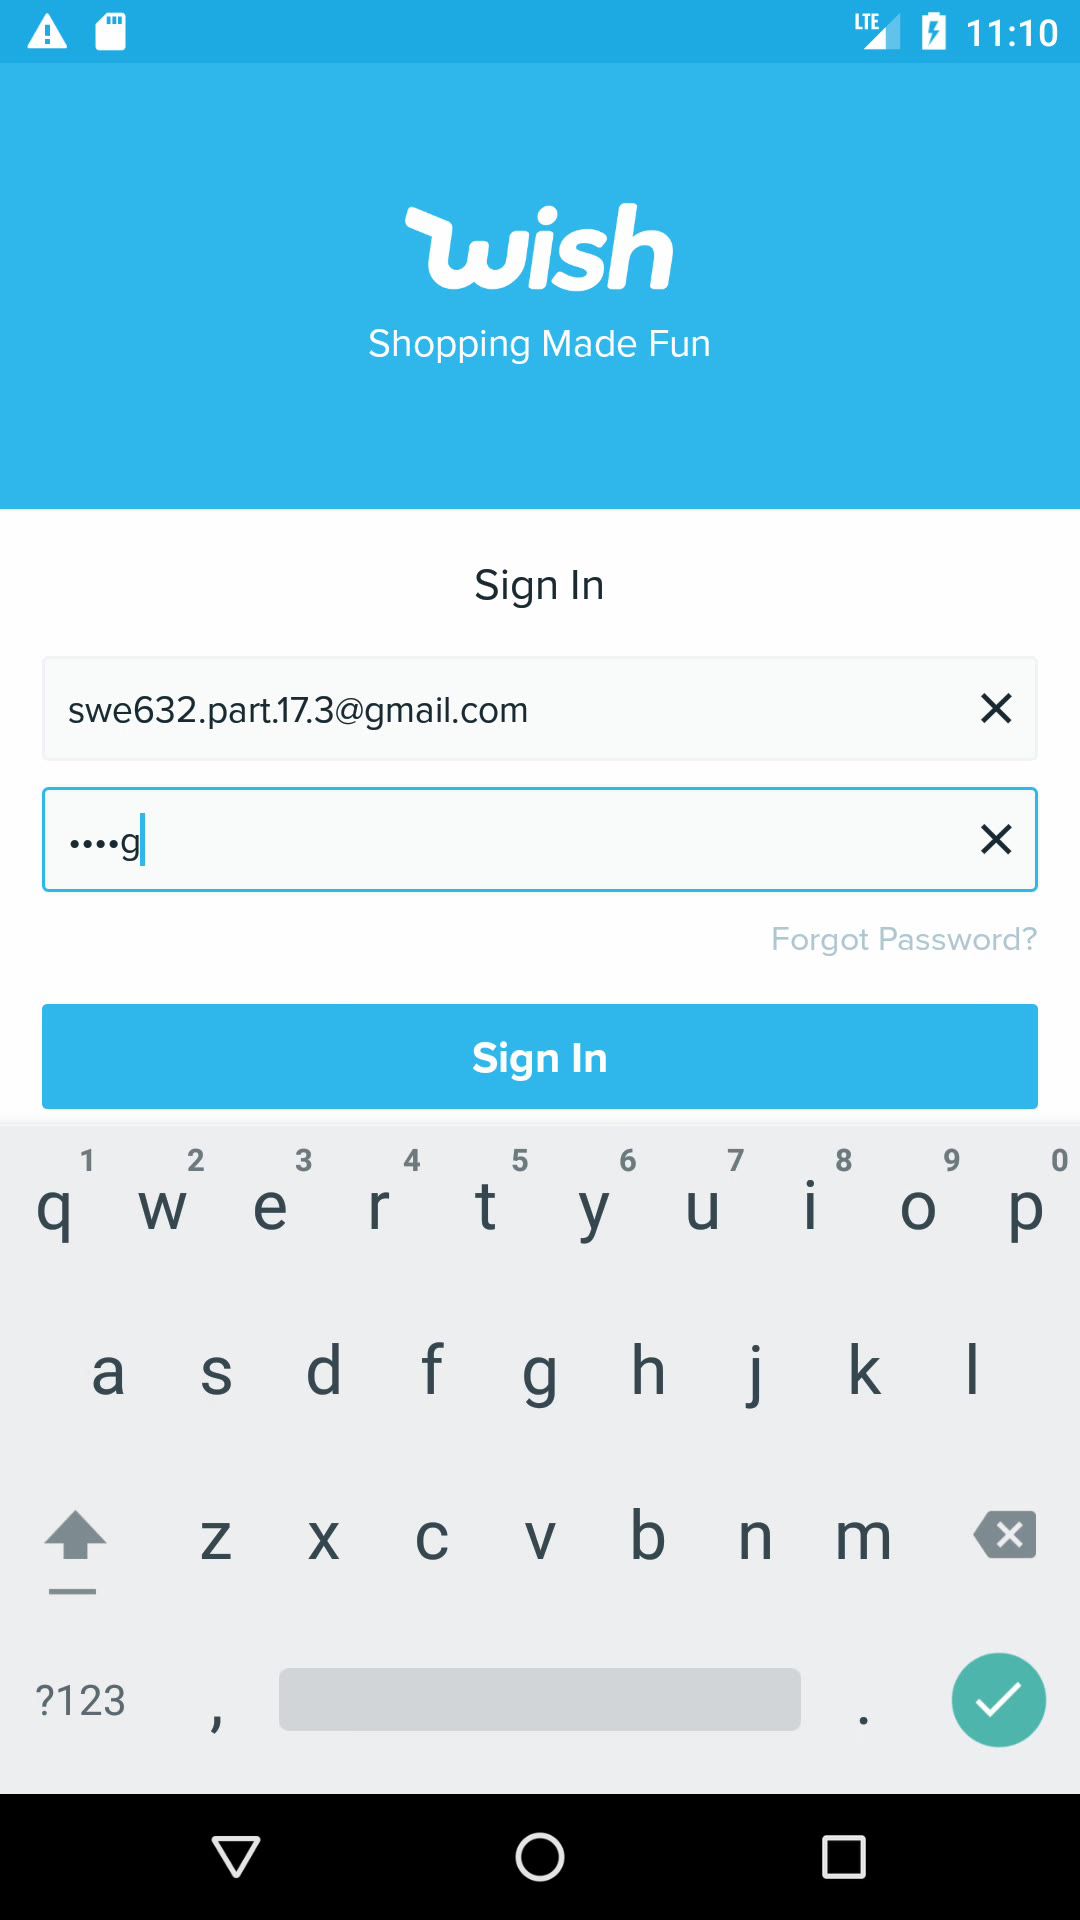 LTE 11:10
wish
Shopping Made Fun
Sign In
swe632.part.17.3@gmail.com
••••g
Forgot Password?
Sign In
1 2 3 4 5 6 7 8 9 0
q w e r t y u i o p
a s d f g h j k l
z x c v b n m
?123 , .